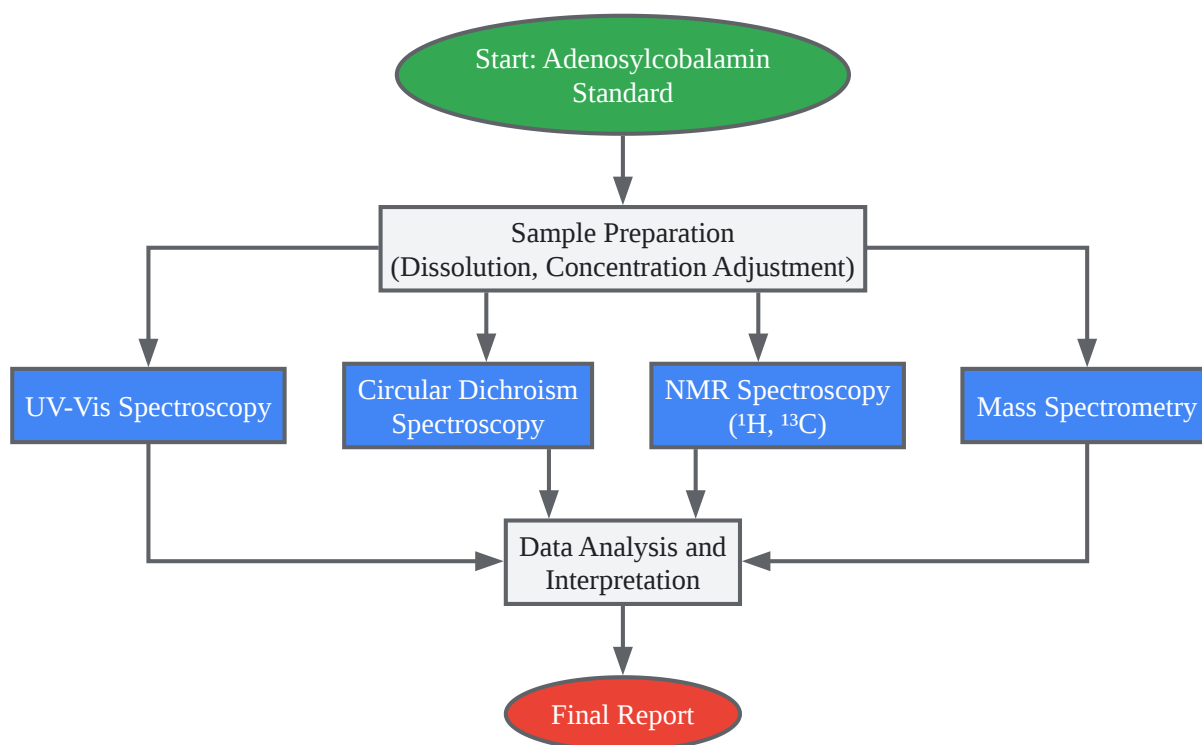 Start: Adenosylcobalamin
Standard
Sample Preparation
(Dissolution, Concentration Adjustment)
UV-Vis Spectroscopy
Circular Dichroism
Spectroscopy
NMR Spectroscopy
(¹H, ¹³C)
Mass Spectrometry
Data Analysis and
Interpretation
Final Report